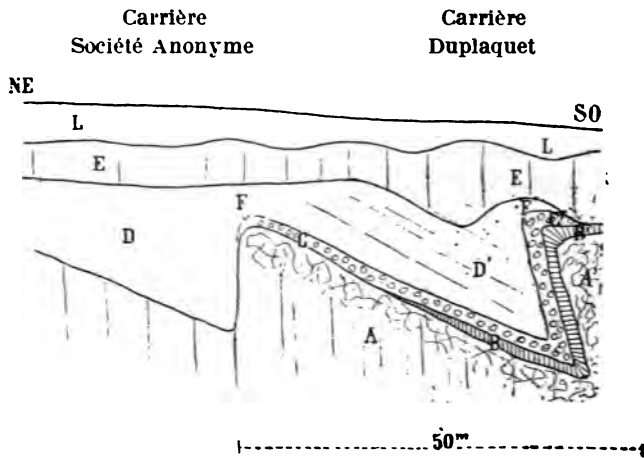 Carrière Carrière
Société Anonyme Duplaquet
NE SO
L L
E E
F F
D C D' B
A A
B
50ᵐ